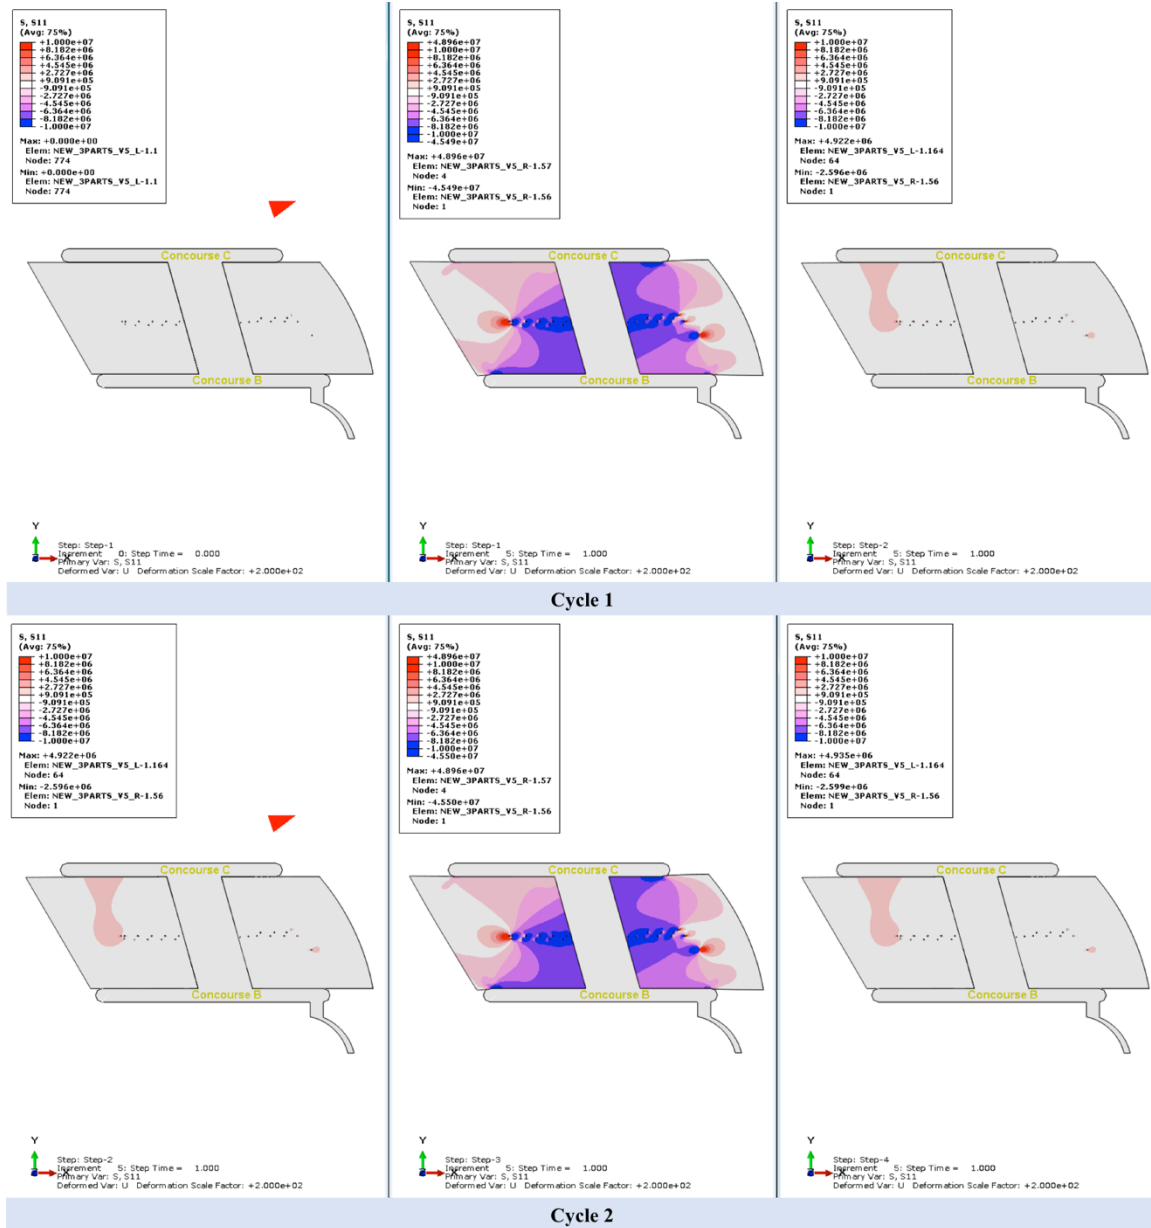 S, S11
(Avg: 75%)
+1.000e+07
+8.182e+06
+6.364e+06
+4.545e+06
+2.727e+06
+9.091e+05
-9.091e+05
-2.727e+06
-4.545e+06
-6.364e+06
-8.182e+06
-1.000e+07
Max: +0.000e+00
Elem: NEW_3PARTS_V5_L-1.1
Node: 774
Min: +0.000e+00
Elem: NEW_3PARTS_V5_L-1.1
Node: 774
Concourse C
Concourse B
Y
X
Step: Step-1
Increment 0: Step Time = 0.000
Primary Var: S, S11
Deformed Var: U Deformation Scale Factor: +2.000e+02
S, S11
(Avg: 75%)
+4.896e+07
+1.000e+07
+8.182e+06
+6.364e+06
+4.545e+06
+2.727e+06
+9.091e+05
-9.091e+05
-2.727e+06
-4.545e+06
-6.364e+06
-8.182e+06
-1.000e+07
-4.549e+07
Max: +4.896e+07
Elem: NEW_3PARTS_V5_R-1.57
Node: 4
Min: -4.549e+07
Elem: NEW_3PARTS_V5_R-1.56
Node: 1
Concourse C
Concourse B
Y
X
Step: Step-1
Increment 5: Step Time = 1.000
Primary Var: S, S11
Deformed Var: U Deformation Scale Factor: +2.000e+02
S, S11
(Avg: 75%)
+1.000e+07
+8.182e+06
+6.364e+06
+4.545e+06
+2.727e+06
+9.091e+05
-9.091e+05
-2.727e+06
-4.545e+06
-6.364e+06
-8.182e+06
-1.000e+07
Max: +4.922e+06
Elem: NEW_3PARTS_V5_L-1.164
Node: 64
Min: -2.596e+06
Elem: NEW_3PARTS_V5_R-1.56
Node: 1
Concourse C
Concourse B
Y
X
Step: Step-2
Increment 5: Step Time = 1.000
Primary Var: S, S11
Deformed Var: U Deformation Scale Factor: +2.000e+02
Cycle 1
S, S11
(Avg: 75%)
+1.000e+07
+8.182e+06
+6.364e+06
+4.545e+06
+2.727e+06
+9.091e+05
-9.091e+05
-2.727e+06
-4.545e+06
-6.364e+06
-8.182e+06
-1.000e+07
Max: +4.922e+06
Elem: NEW_3PARTS_V5_L-1.164
Node: 64
Min: -2.596e+06
Elem: NEW_3PARTS_V5_R-1.56
Node: 1
Concourse C
Concourse B
Y
X
Step: Step-2
Increment 5: Step Time = 1.000
Primary Var: S, S11
Deformed Var: U Deformation Scale Factor: +2.000e+02
S, S11
(Avg: 75%)
+4.896e+07
+1.000e+07
+8.182e+06
+6.364e+06
+4.545e+06
+2.727e+06
+9.091e+05
-9.091e+05
-2.727e+06
-4.545e+06
-6.364e+06
-8.182e+06
-1.000e+07
-4.550e+07
Max: +4.896e+07
Elem: NEW_3PARTS_V5_R-1.57
Node: 4
Min: -4.550e+07
Elem: NEW_3PARTS_V5_R-1.56
Node: 1
Concourse C
Concourse B
Y
X
Step: Step-3
Increment 5: Step Time = 1.000
Primary Var: S, S11
Deformed Var: U Deformation Scale Factor: +2.000e+02
S, S11
(Avg: 75%)
+1.000e+07
+8.182e+06
+6.364e+06
+4.545e+06
+2.727e+06
+9.091e+05
-9.091e+05
-2.727e+06
-4.545e+06
-6.364e+06
-8.182e+06
-1.000e+07
Max: +4.935e+06
Elem: NEW_3PARTS_V5_L-1.164
Node: 64
Min: -2.599e+06
Elem: NEW_3PARTS_V5_R-1.56
Node: 1
Concourse C
Concourse B
Y
X
Step: Step-4
Increment 5: Step Time = 1.000
Primary Var: S, S11
Deformed Var: U Deformation Scale Factor: +2.000e+02
Cycle 2